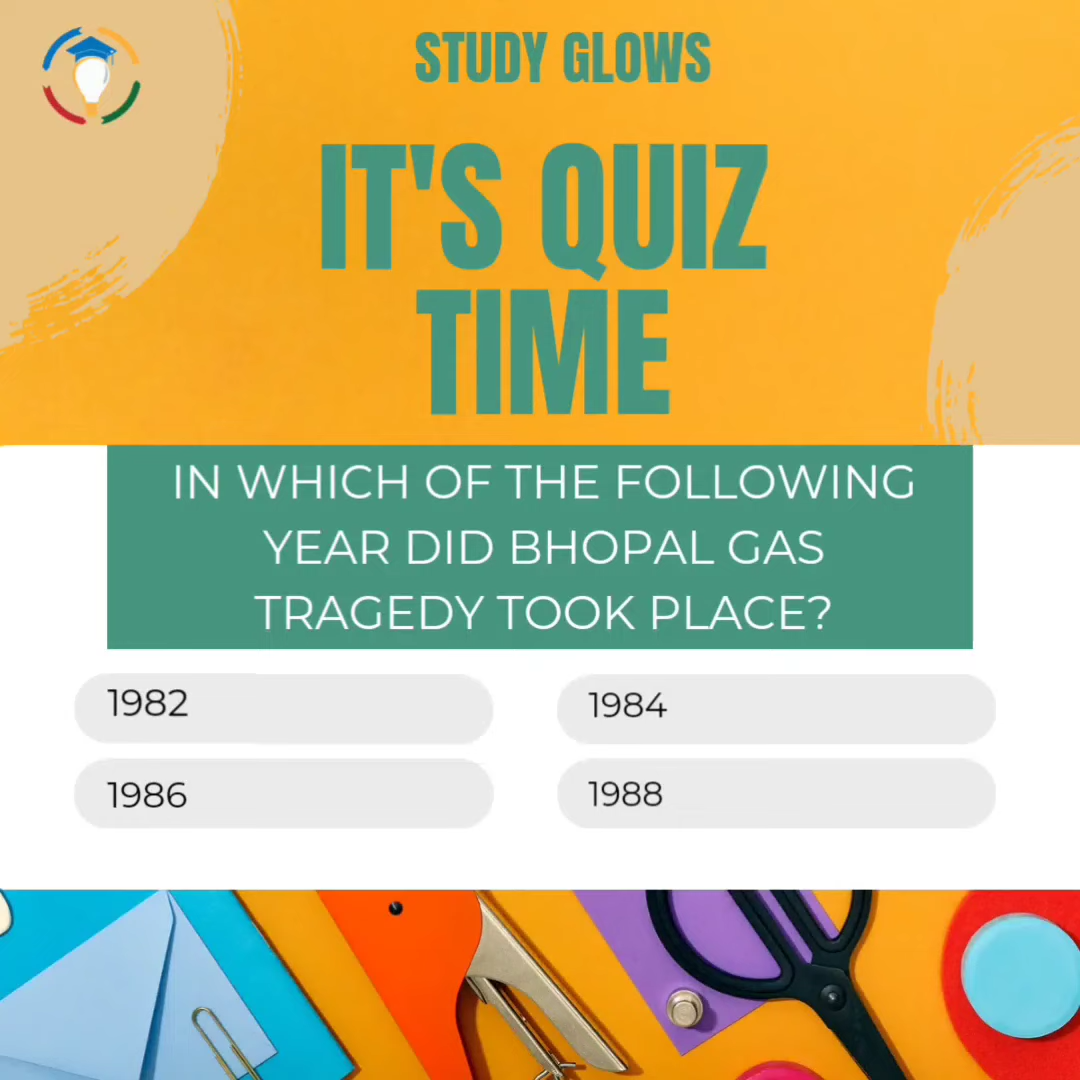 STUDY GLOWS
IT'S QUIZ
TIME
IN WHICH OF THE FOLLOWING
YEAR DID BHOPAL GAS
TRAGEDY TOOK PLACE?
1982
1984
1986
1988